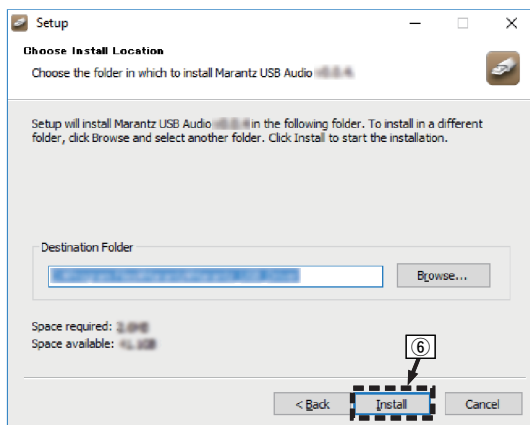 Setup
Choose Install Location
Choose the folder in which to install Marantz USB Audio
Setup will install Marantz USB Audio in the following folder. To install in a different
folder, click Browse and select another folder. Click Install to start the installation.
Destination Folder
Browse...
Space required:
Space available:
⑥
< Back Install Cancel